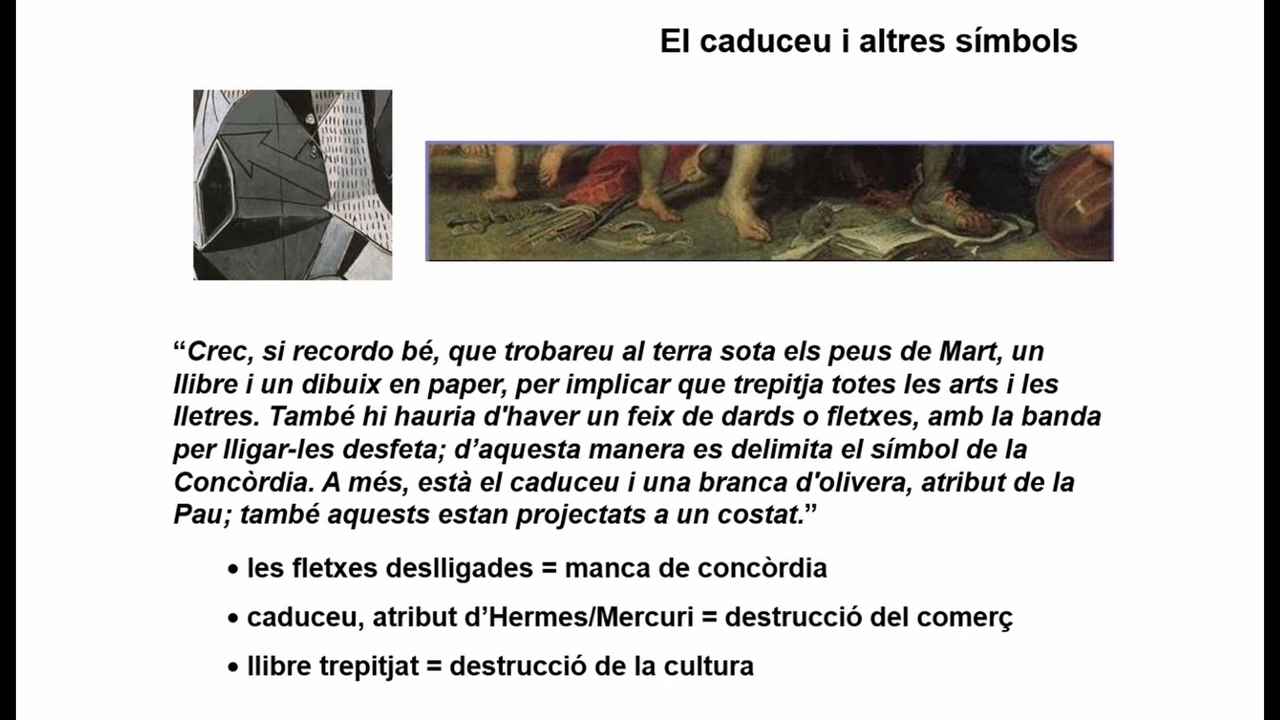 El caduceu i altres símbols
“Crec, si recordo bé, que trobareu al terra sota els peus de Mart, un
llibre i un dibuix en paper, per implicar que trepitja totes les arts i les
lletres. També hi hauria d'haver un feix de dards o fletxes, amb la banda
per lligar-les desfeta; d’aquesta manera es delimita el símbol de la
Concòrdia. A més, està el caduceu i una branca d'olivera, atribut de la
Pau; també aquests estan projectats a un costat.”
• les fletxes deslligades = manca de concòrdia
• caduceu, atribut d’Hermes/Mercuri = destrucció del comerç
• llibre trepitjat = destrucció de la cultura